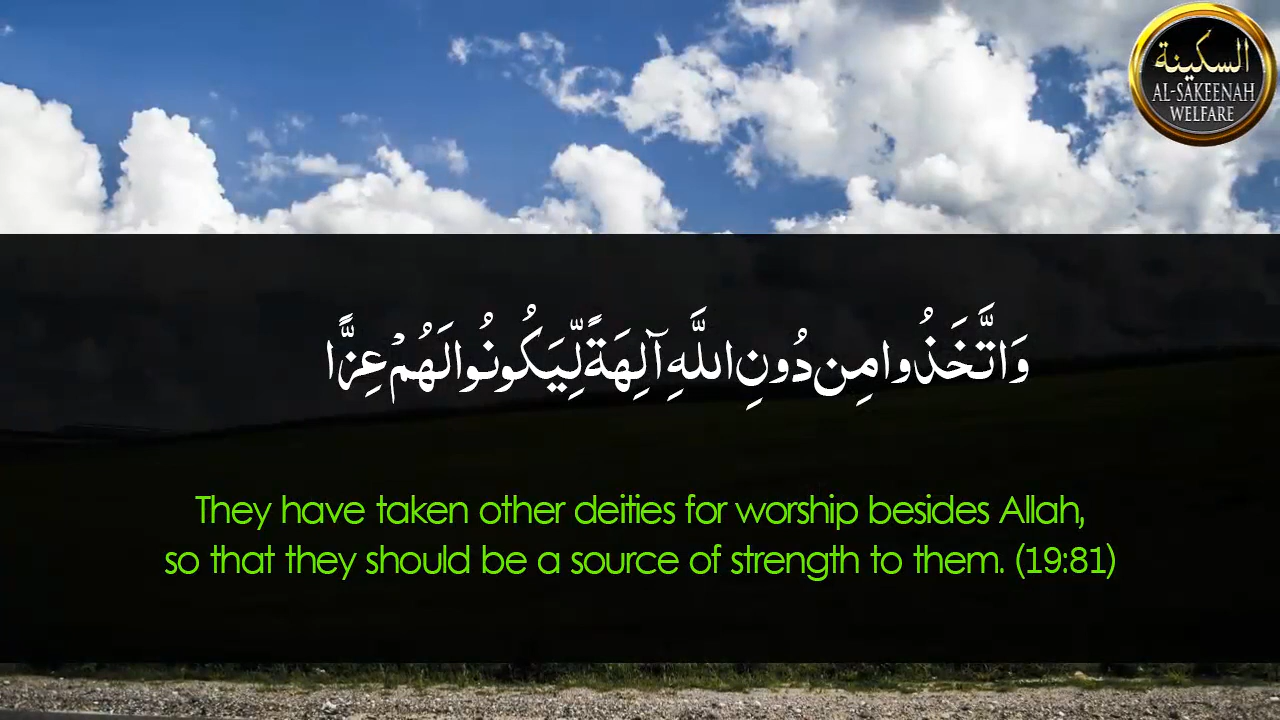 السكينة
AL-SAKEENAH
WELFARE
وَاتَّخَذُوا مِن دُونِ اللَّهِ آلِهَةً لِّيَكُونُوا لَهُمْ عِزًّا
They have taken other deities for worship besides Allah,
so that they should be a source of strength to them. (19:81)